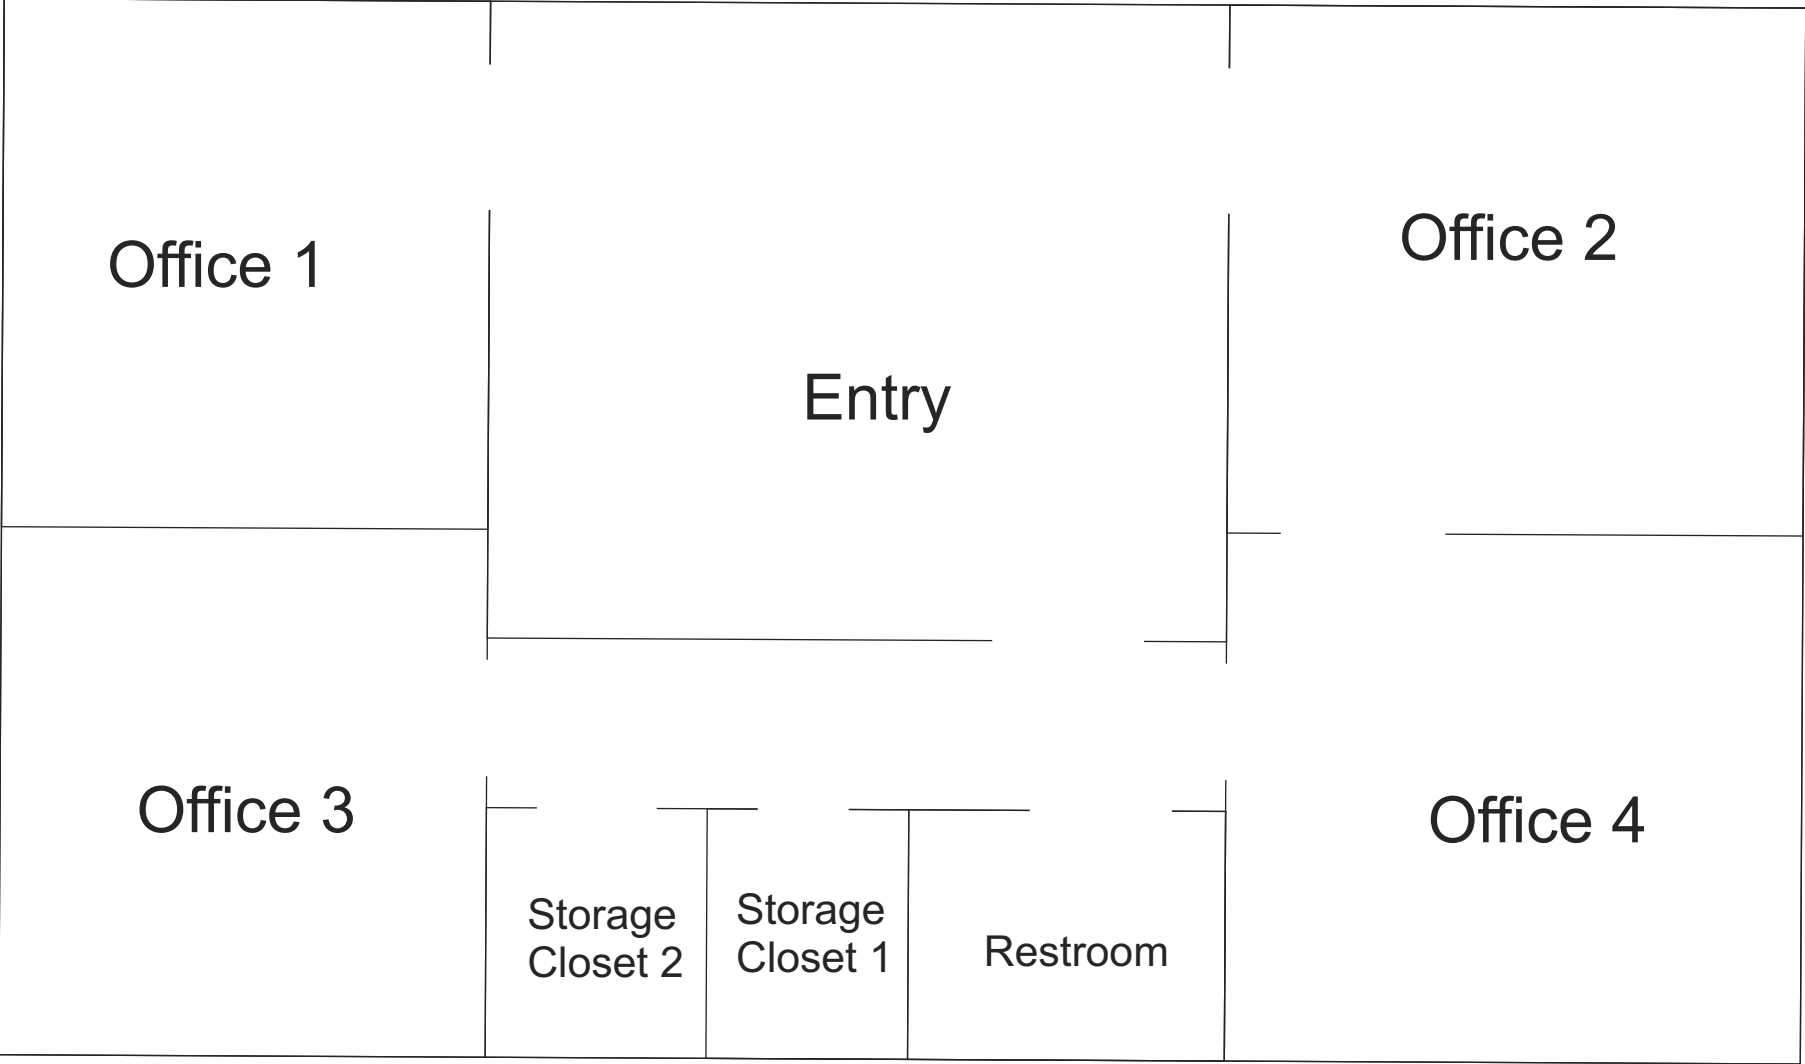 Office 1
Office 2
Entry
Office 3
Office 4
Storage
Closet 2
Storage
Closet 1
Restroom